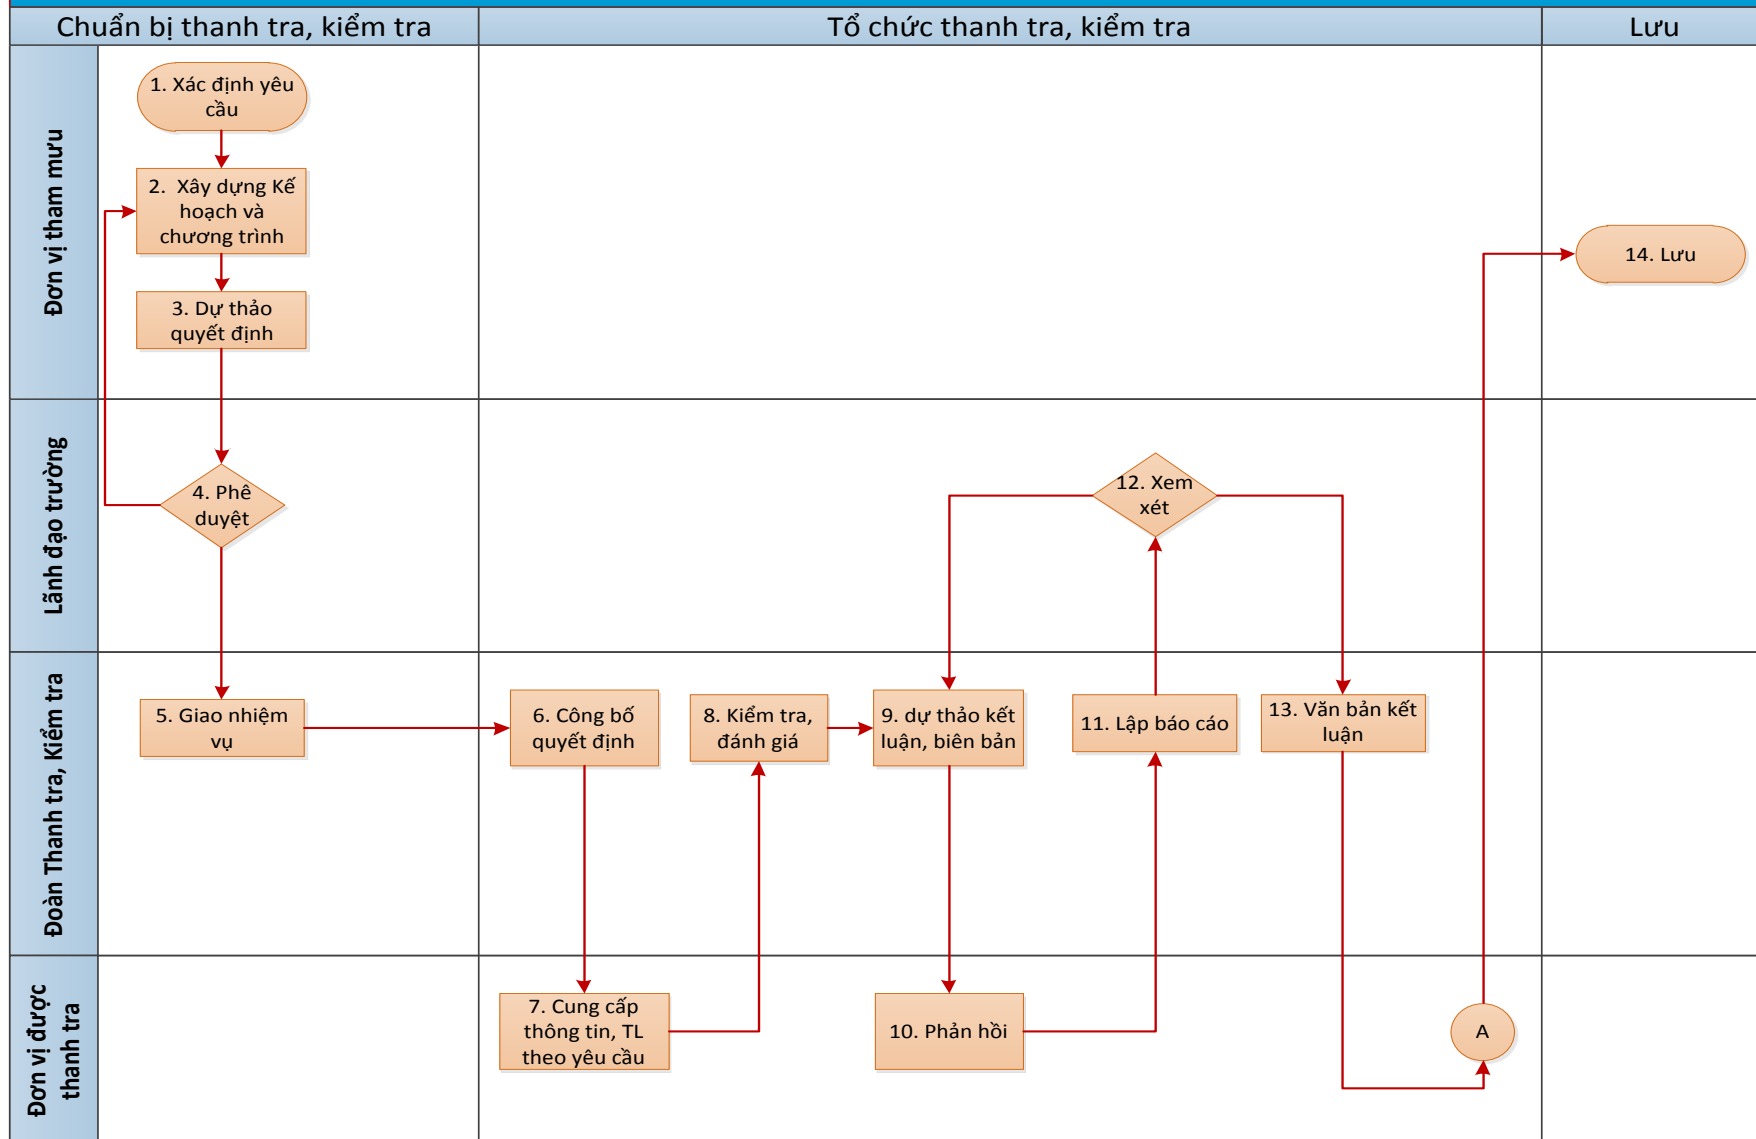 Chuẩn bị thanh tra, kiểm tra
Tổ chức thanh tra, kiểm tra
Lưu
Đơn vị tham mưu
1. Xác định yêu
cầu
2. Xây dựng Kế
hoạch và
chương trình
3. Dự thảo
quyết định
14. Lưu
Lãnh đạo trường
4. Phê
duyệt
12. Xem
xét
Đoàn Thanh tra, Kiểm tra
5. Giao nhiệm
vụ
6. Công bố
quyết định
8. Kiểm tra,
đánh giá
9. dự thảo kết
luận, biên bản
11. Lập báo cáo
13. Văn bản kết
luận
Đơn vị được
thanh tra
7. Cung cấp
thông tin, TL
theo yêu cầu
10. Phản hồi
A